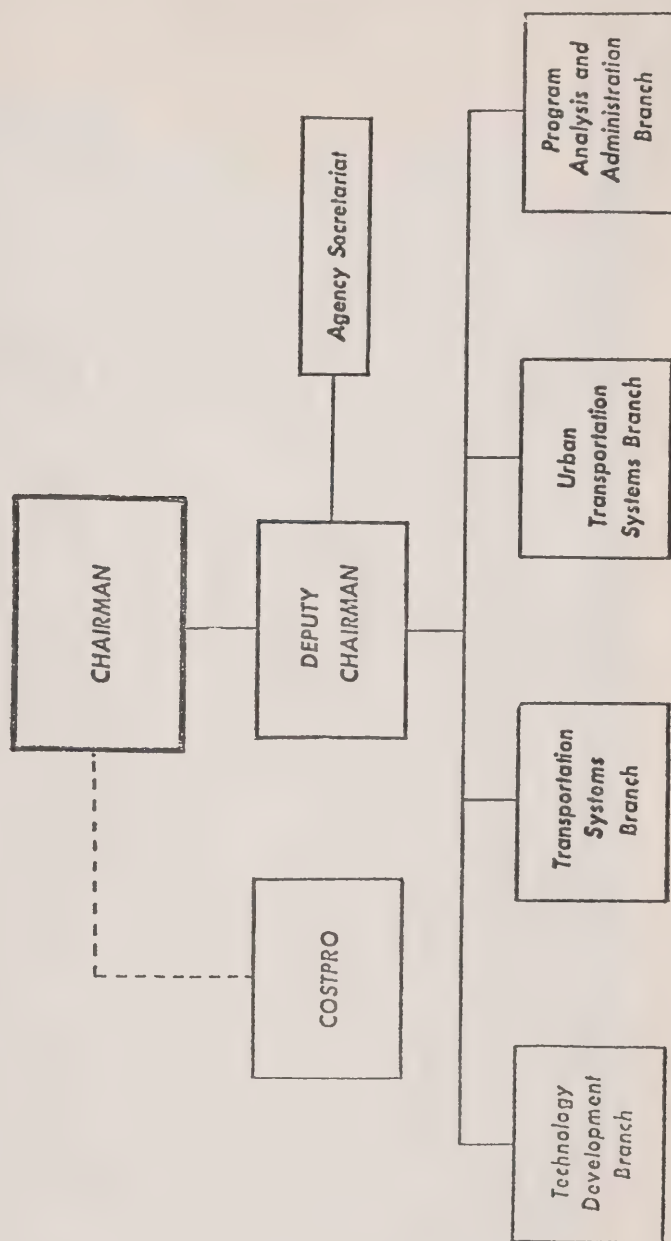 CHAIRMAN
COSTPRO
DEPUTY
CHAIRMAN
Agency Secretariat
Technology
Development
Branch
Transportation
Systems
Branch
Urban
Transportation
Systems Branch
Program
Analysis and
Administration
Branch